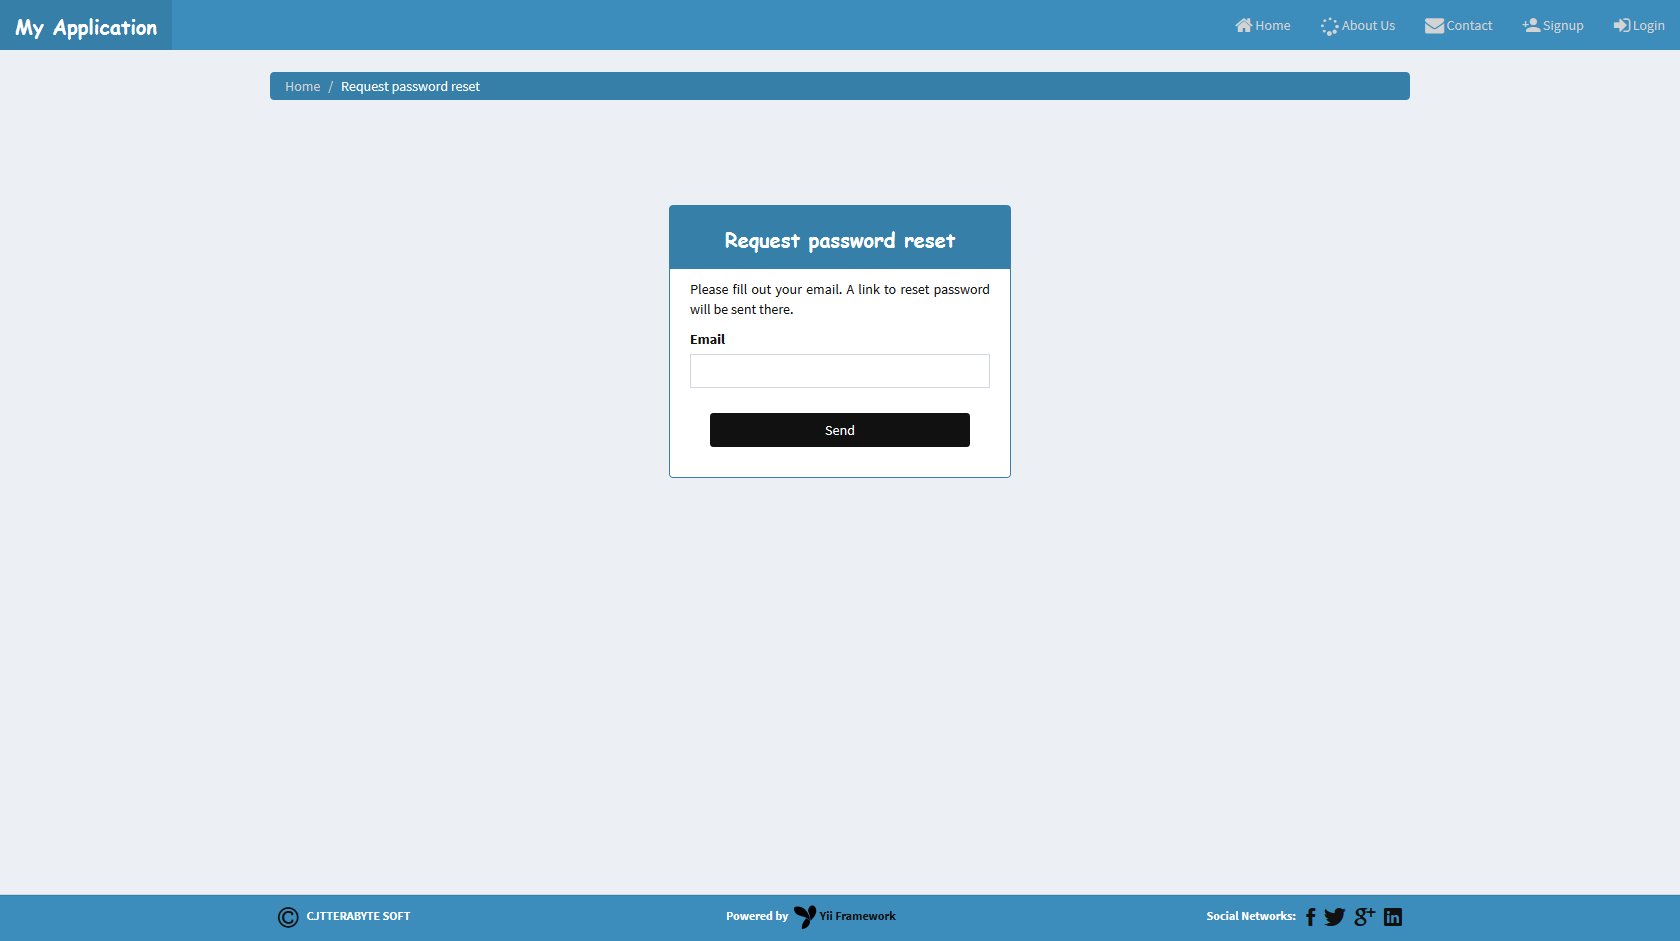 My Application
Home
About Us
Contact
Signup
Login
Home / Request password reset
Request password reset
Please fill out your email. A link to reset password
will be sent there.
Email
Send
© CJTTERABYTE SOFT
Powered by Yii Framework
Social Networks: